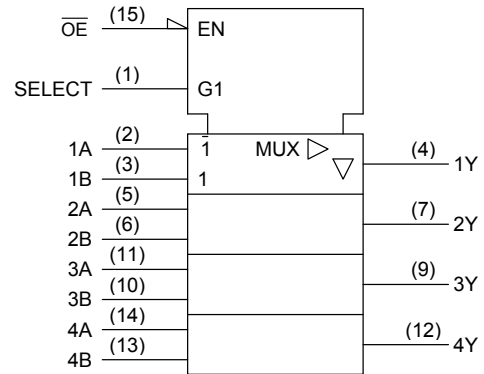 OE (15) EN
SELECT (1) G1
1A (2) 1̅ MUX (4) 1Y
1B (3) 1
2A (5) (7) 2Y
2B (6)
3A (11) (9) 3Y
3B (10)
4A (14) (12) 4Y
4B (13)